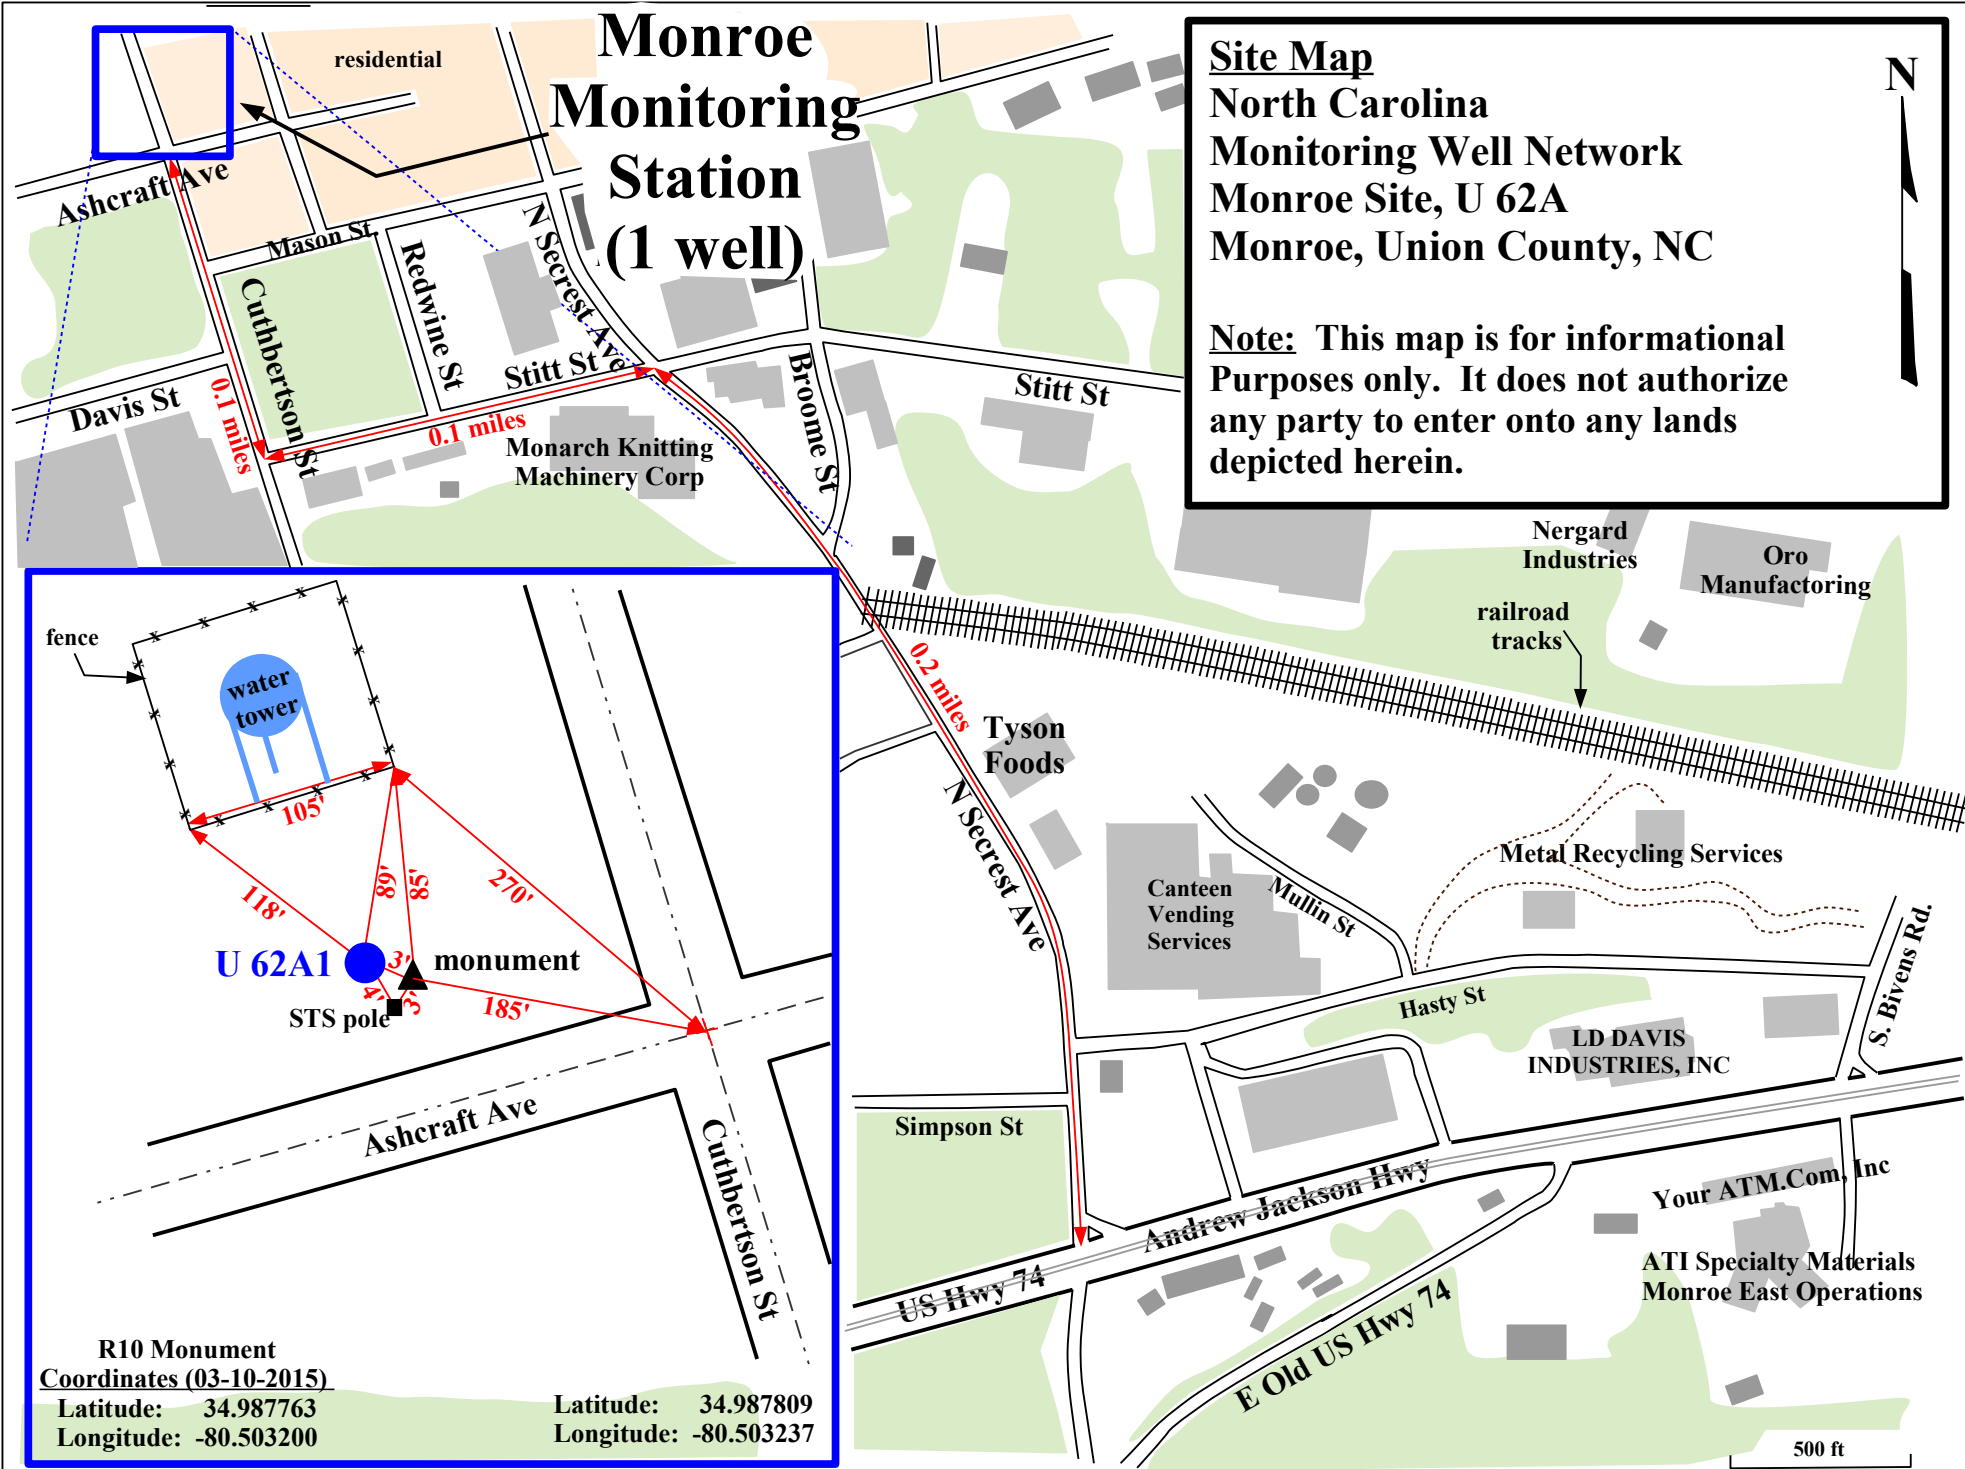 Monroe
Monitoring
Station
(1 well)
Site Map
North Carolina
Monitoring Well Network
Monroe Site, U 62A
Monroe, Union County, NC
Note: This map is for informational
Purposes only. It does not authorize
any party to enter onto any lands
depicted herein.
N
residential
Ashcraft Ave
Mason St.
Cuthbertson St
Redwine St
N Secrest Ave
Stitt St
Stitt St
Broome St
Davis St
0.1 miles
0.1 miles
Monarch Knitting
Machinery Corp
Nergard
Industries
Oro
Manufactoring
railroad
tracks
0.2 miles
Tyson
Foods
N Secrest Ave
Canteen
Vending
Services
Mullin St
Metal Recycling Services
Hasty St
S. Bivens Rd.
LD DAVIS
INDUSTRIES, INC
Simpson St
Andrew Jackson Hwy
US Hwy 74
E Old US Hwy 74
Your ATM.Com, Inc
ATI Specialty Materials
Monroe East Operations
500 ft
fence
water
tower
105'
118'
89'
85'
270'
U 62A1
3'
monument
4'
3'
STS pole
185'
Ashcraft Ave
Cuthbertson St
R10 Monument
Coordinates (03-10-2015)
Latitude: 34.987763
Longitude: -80.503200
Latitude: 34.987809
Longitude: -80.503237